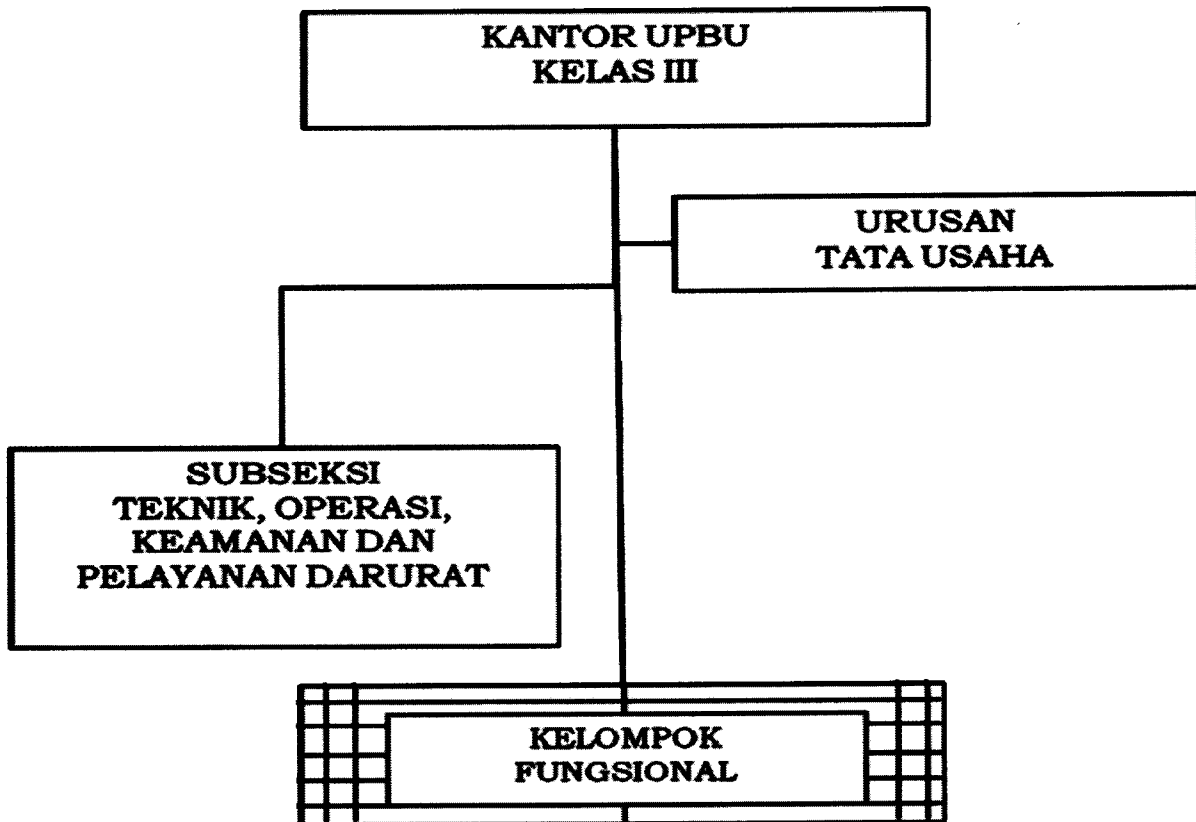 KANTOR UPBU
KELAS III
URUSAN
TATA USAHA
SUBSEKSI
TEKNIK, OPERASI,
KEAMANAN DAN
PELAYANAN DARURAT
KELOMPOK
FUNGSIONAL